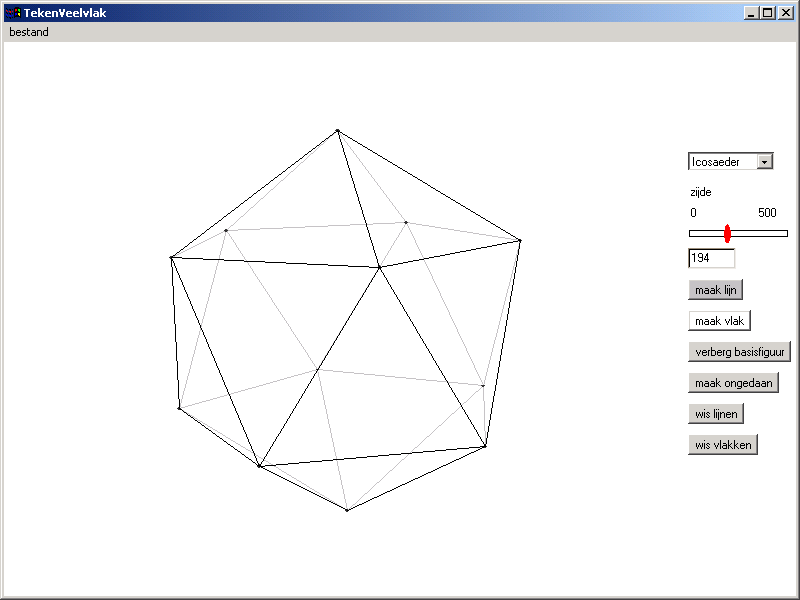 TekenVeelvlak
bestand
Icosaeder
zijde
0 500
194
maak lijn
maak vlak
verberg basisfiguur
maak ongedaan
wis lijnen
wis vlakken